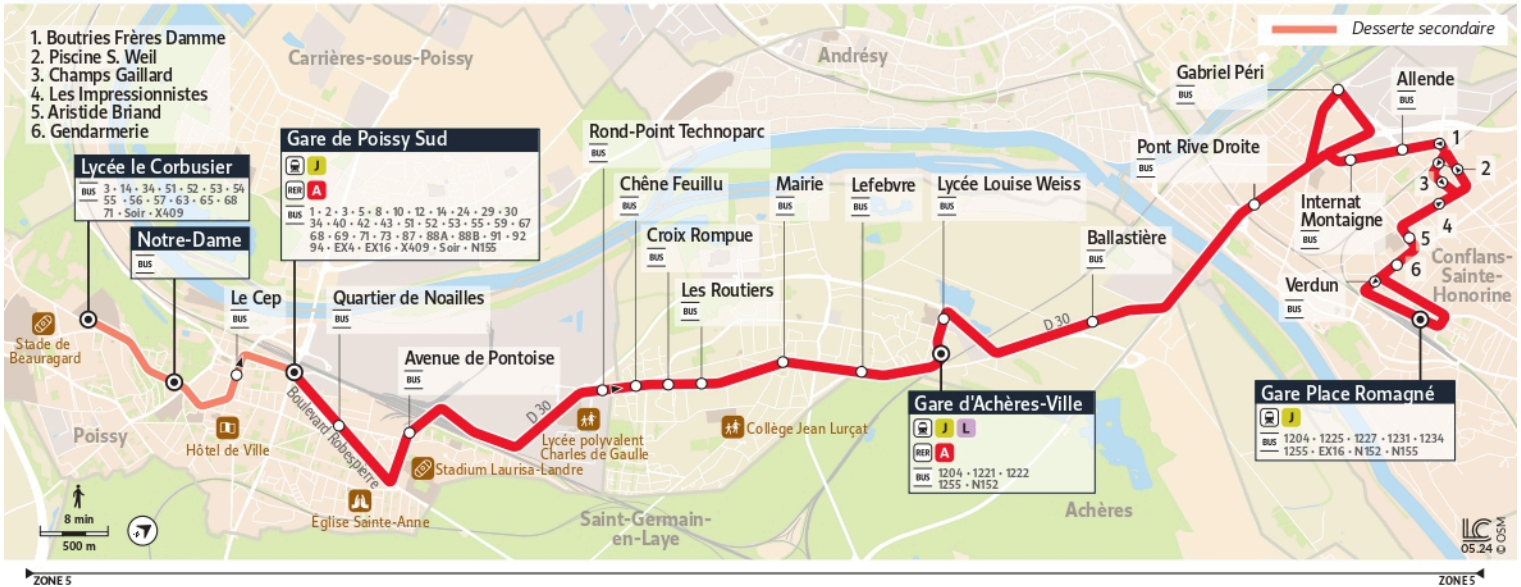 Desserte secondaire
1. Boutries Frères Damme
2. Piscine S. Weil
3. Champs Gaillard
4. Les Impressionnistes
5. Aristide Briand
6. Gendarmerie
Carrières-sous-Poissy
Andrésy
Gabriel Péri
BUS
Allende
BUS
Lycée le Corbusier
BUS 3 • 14 • 34 • 51 • 52 • 53 • 54
55 • 56 • 57 • 63 • 65 • 68
71 • Soir • X409
Notre-Dame
BUS
Gare de Poissy Sud
J
RER A
BUS 1 • 2 • 3 • 5 • 8 • 10 • 12 • 14 • 24 • 29 • 30
34 • 40 • 42 • 43 • 51 • 52 • 53 • 55 • 59 • 67
68 • 69 • 71 • 73 • 87 • 88A • 88B • 91 • 92
94 • EX4 • EX16 • X409 • Soir • N155
Rond-Point Technoparc
BUS
Chêne Feuillu
BUS
Mairie
BUS
Lefebvre
BUS
Lycée Louise Weiss
BUS
Pont Rive Droite
BUS
1
2
3
4
5
6
Internat
Montaigne
BUS
Croix Rompue
BUS
Ballastière
BUS
Conflans-
Sainte-
Honorine
Verdun
BUS
Le Cep
BUS
Quartier de Noailles
BUS
Les Routiers
BUS
Avenue de Pontoise
BUS
Stade de
Beauregard
D 30
D 30
Boulevard Robespierre
Poissy
Hôtel de Ville
Lycée polyvalent
Charles de Gaulle
Collège Jean Lurçat
Stadium Laurisa-Landre
Église Sainte-Anne
Gare d'Achères-Ville
J L
RER A
BUS 1204 • 1221 • 1222
1255 • N152
Gare Place Romagné
J
BUS 1204 • 1225 • 1227 • 1231 • 1234
1255 • EX16 • N152 • N155
Saint-Germain-
en-Laye
Achères
8 min
500 m
LC
05.24
© OSM
ZONE 5
ZONE 5